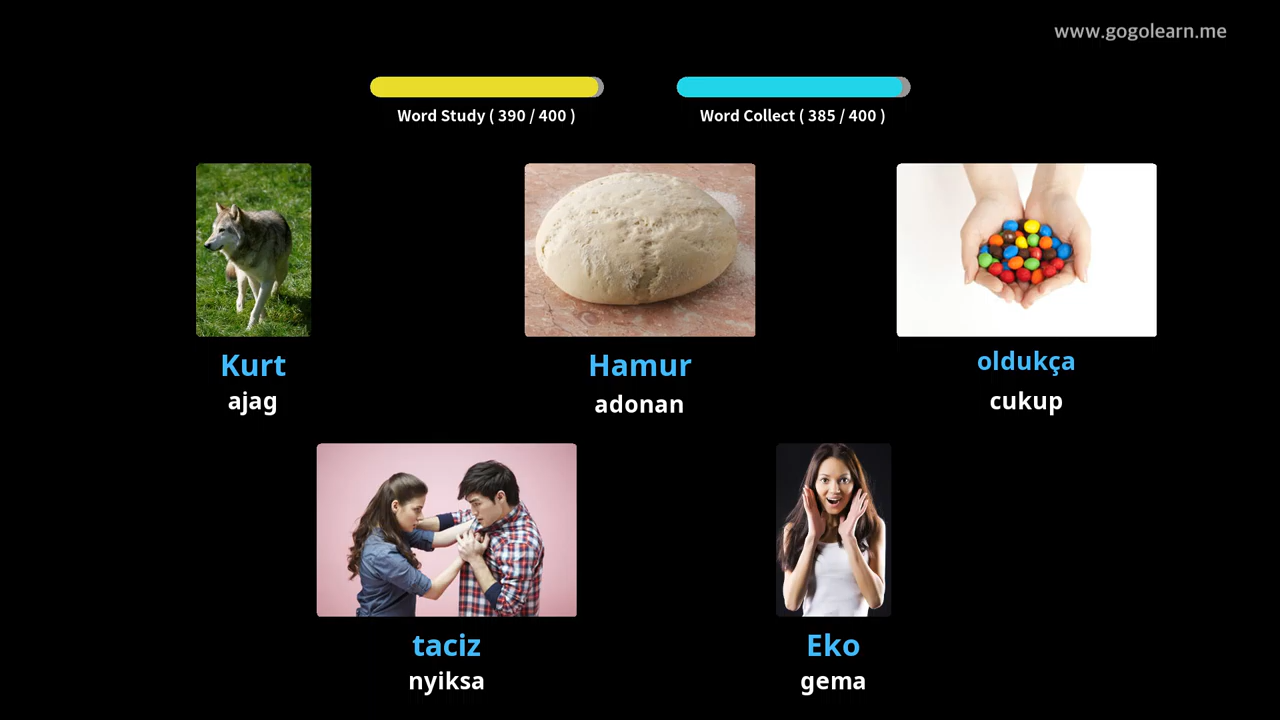 www.gogolearn.me
Word Study ( 390 / 400 )
Word Collect ( 385 / 400 )
Kurt
ajag
Hamur
adonan
oldukça
cukup
taciz
nyiksa
Eko
gema